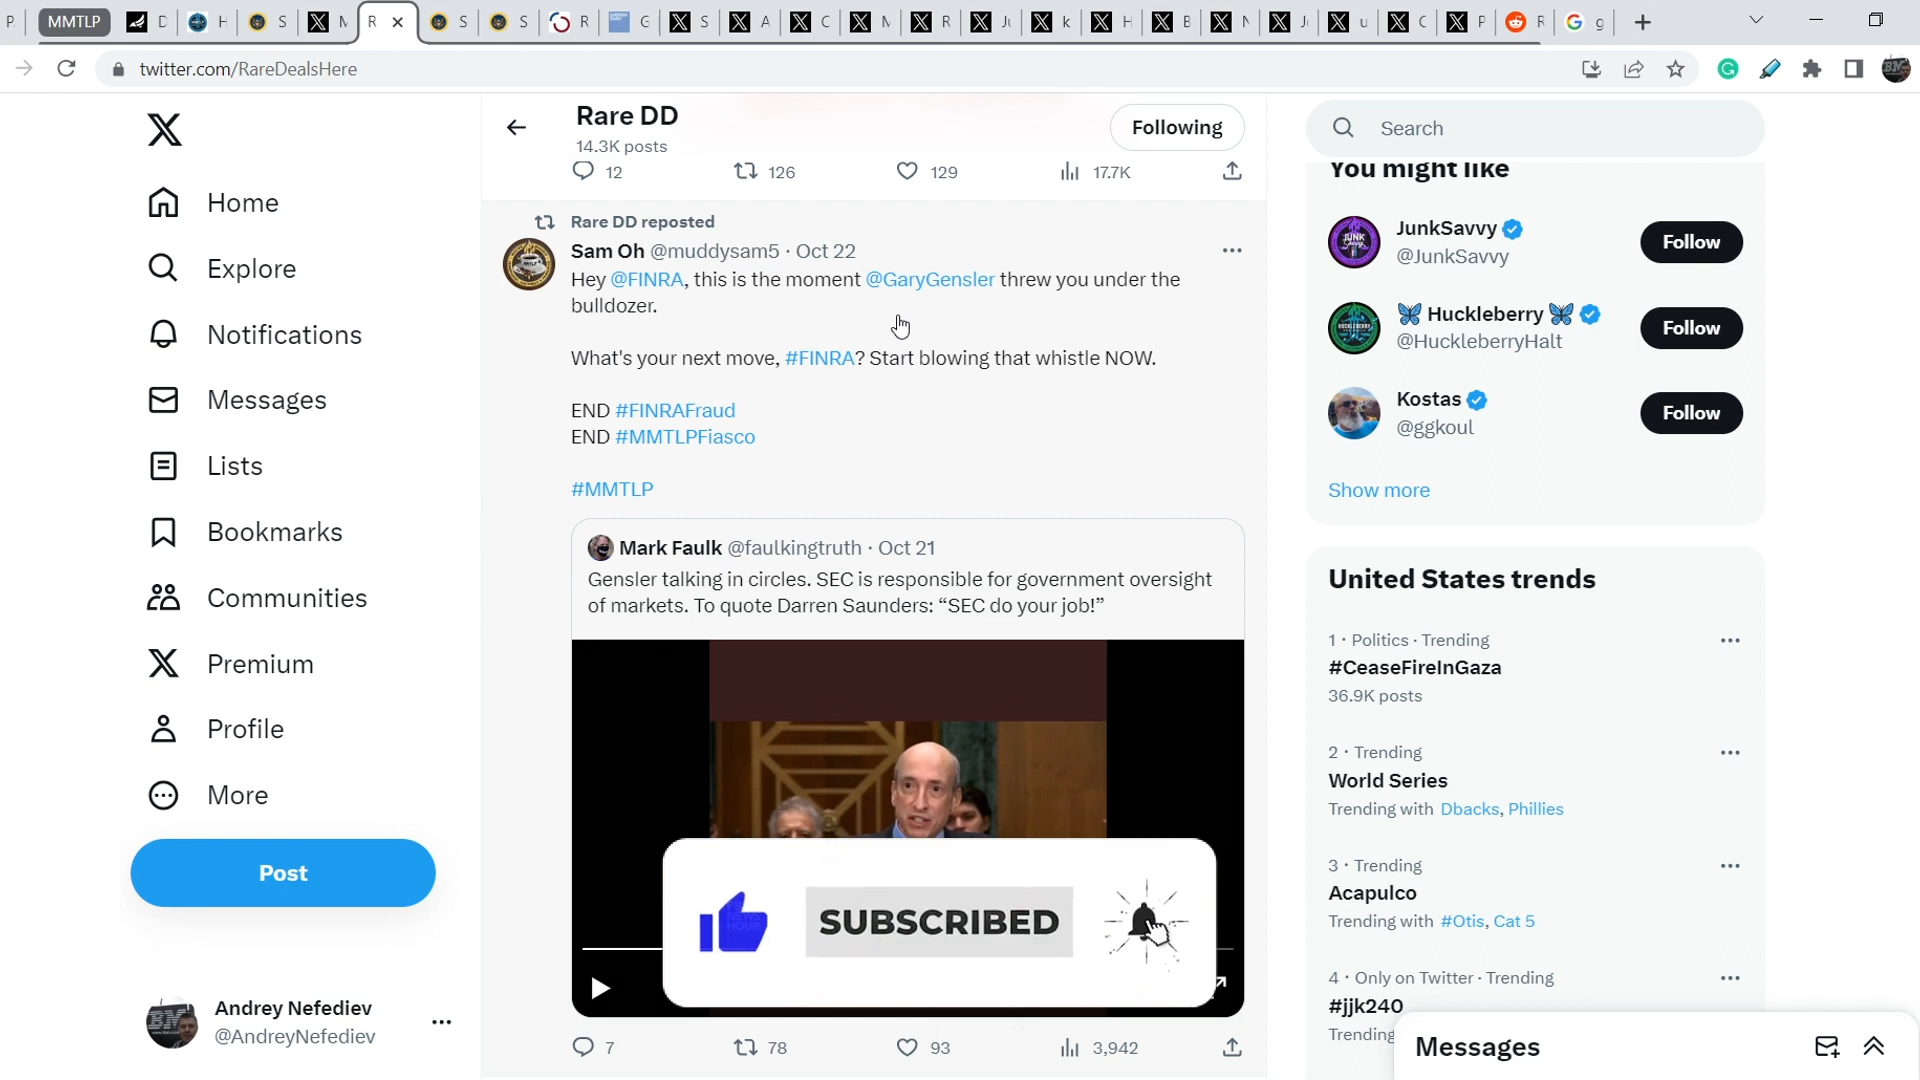 P MMTLP D H S M R S S R G S A C M R J k H B N J u C P R g
twitter.com/RareDealsHere
Rare DD
14.3K posts
Following
12 126 129 17.7K
Home
Explore
Notifications
Messages
Lists
Bookmarks
Communities
Premium
Profile
More
Post
Andrey Nefediev
@AndreyNefediev
Rare DD reposted
Sam Oh @muddysam5 · Oct 22
Hey @FINRA, this is the moment @GaryGensler threw you under the
bulldozer.
What's your next move, #FINRA? Start blowing that whistle NOW.
END #FINRAFraud
END #MMTLPFiasco
#MMTLP
Mark Faulk @faulkingtruth · Oct 21
Gensler talking in circles. SEC is responsible for government oversight
of markets. To quote Darren Saunders: “SEC do your job!”
SUBSCRIBED
7 78 93 3,942
Search
You might like
JunkSavvy
@JunkSavvy
Follow
Huckleberry
@HuckleberryHalt
Follow
Kostas
@ggkoul
Follow
Show more
United States trends
1 · Politics · Trending
#CeaseFireInGaza
36.9K posts
2 · Trending
World Series
Trending with Dbacks, Phillies
3 · Trending
Acapulco
Trending with #Otis, Cat 5
4 · Only on Twitter · Trending
#jjk240
Trending
Messages